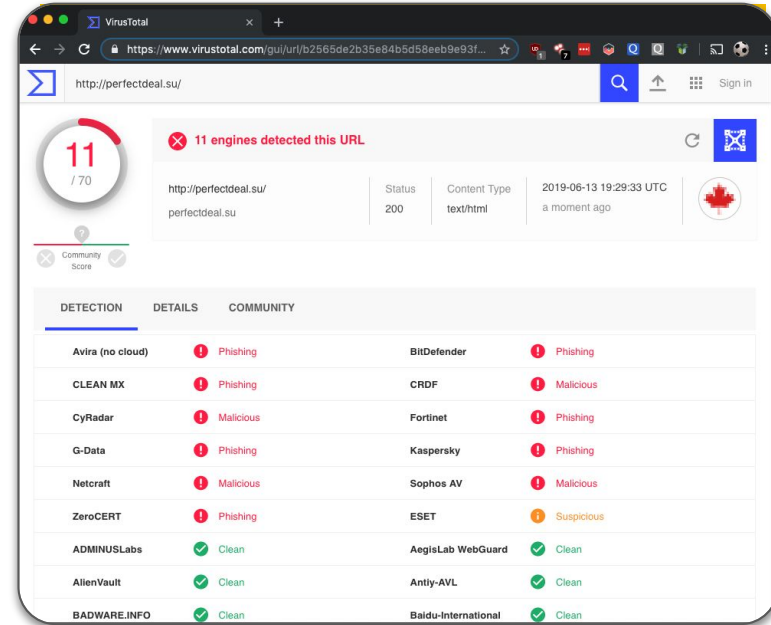 VirusTotal
https://www.virustotal.com/gui/url/b2565de2b35e84b5d58eeb9e93f...
1 7
http://perfectdeal.su/
Sign in
11
/ 70
11 engines detected this URL
http://perfectdeal.su/
perfectdeal.su
Status
200
Content Type
text/html
2019-06-13 19:29:33 UTC
a moment ago
?
Community
Score
DETECTION DETAILS COMMUNITY
Avira (no cloud) Phishing BitDefender Phishing
CLEAN MX Phishing CRDF Malicious
CyRadar Malicious Fortinet Phishing
G-Data Phishing Kaspersky Phishing
Netcraft Malicious Sophos AV Malicious
ZeroCERT Phishing ESET Suspicious
ADMINUSLabs Clean AegisLab WebGuard Clean
AlienVault Clean Antiy-AVL Clean
BADWARE.INFO Clean Baidu-International Clean